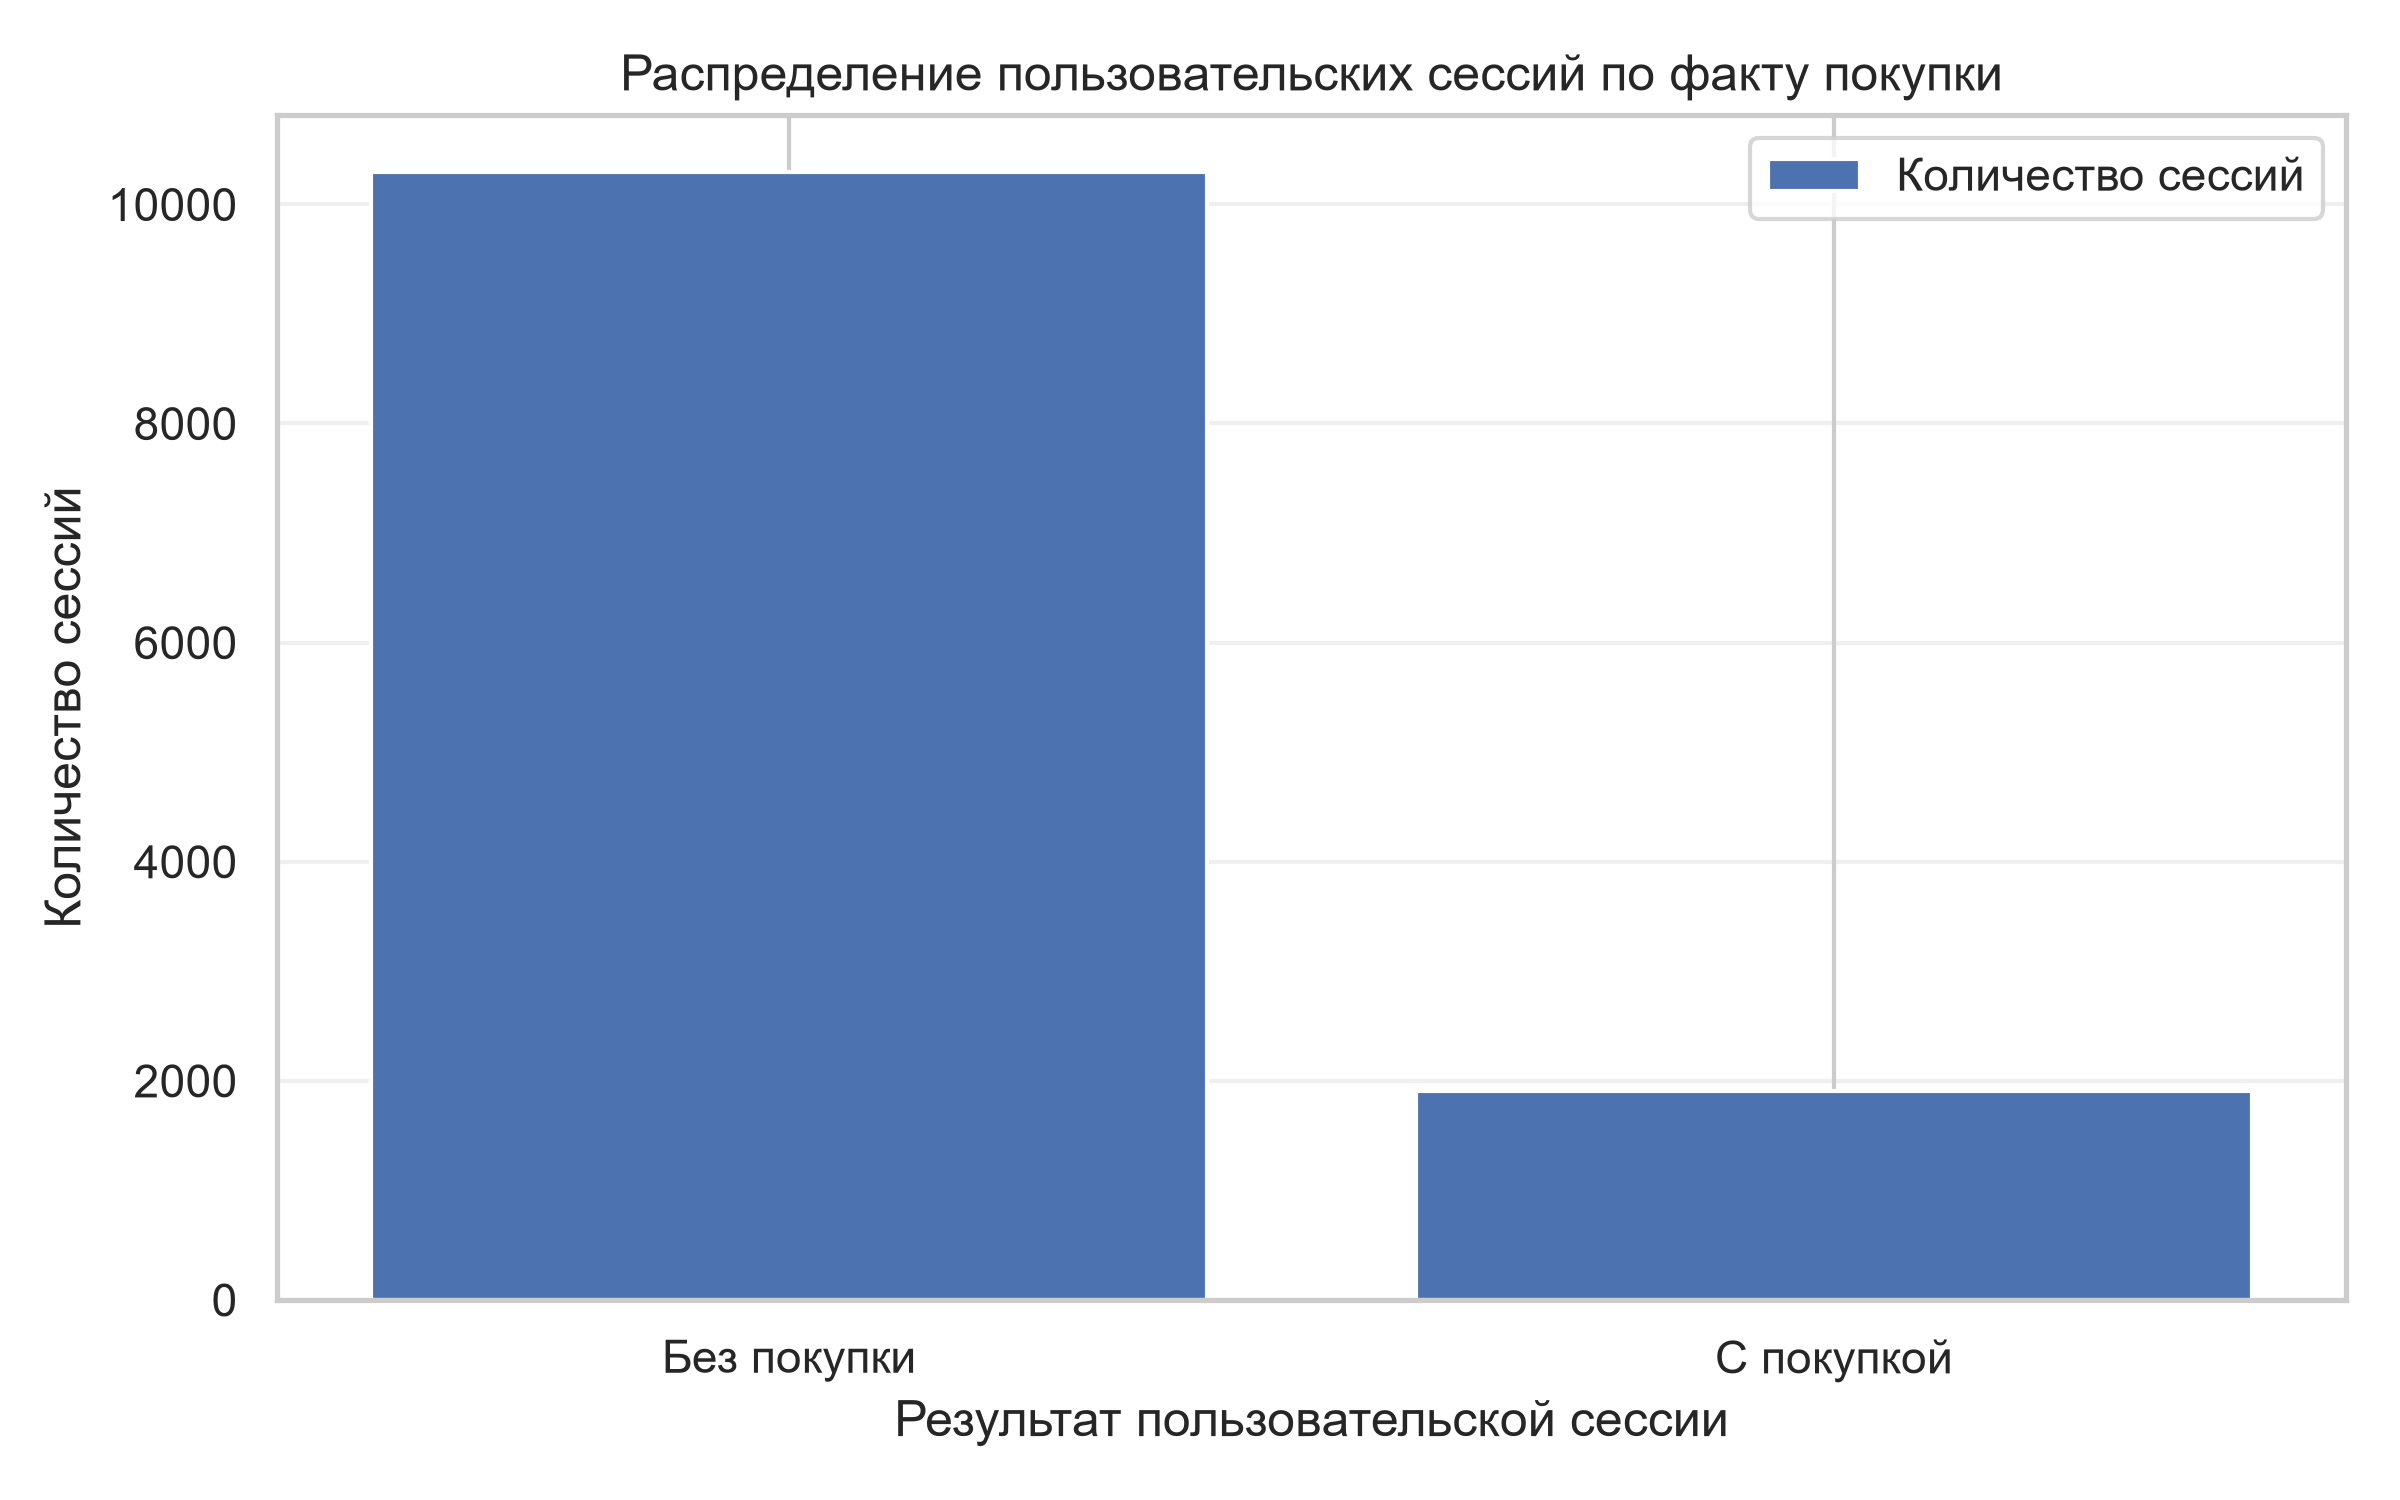 Распределение пользовательских сессий по факту покупки
Количество сессий
10000
8000
6000
4000
2000
0
Количество сессий
Без покупки
С покупкой
Результат пользовательской сессии